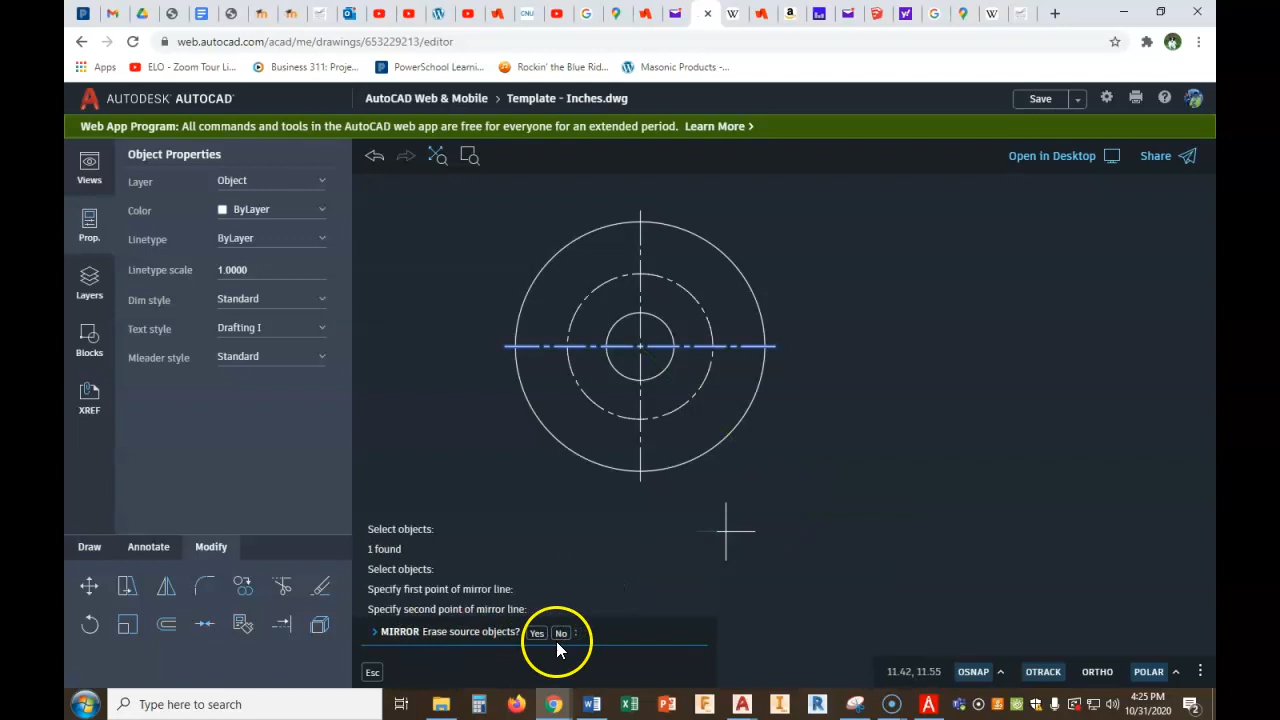 CNU
web.autocad.com/acad/me/drawings/653229213/editor
Apps
ELO - Zoom Tour Li...
Business 311: Proje...
PowerSchool Learni...
Rockin' the Blue Rid...
Masonic Products -...
AUTODESK AUTOCAD
AutoCAD Web & Mobile > Template - Inches.dwg
Save
Web App Program: All commands and tools in the AutoCAD web app are free for everyone for an extended period. Learn More >
Views
Prop.
Layers
Blocks
XREF
Object Properties
Layer Object
Color ByLayer
Linetype ByLayer
Linetype scale 1.0000
Dim style Standard
Text style Drafting I
Mleader style Standard
Open in Desktop
Share
Draw
Annotate
Modify
Select objects:
1 found
Select objects:
Specify first point of mirror line:
Specify second point of mirror line:
> MIRROR Erase source objects? Yes No :
Esc
11.42, 11.55
OSNAP
OTRACK
ORTHO
POLAR
Type here to search
4:25 PM
10/31/2020
2